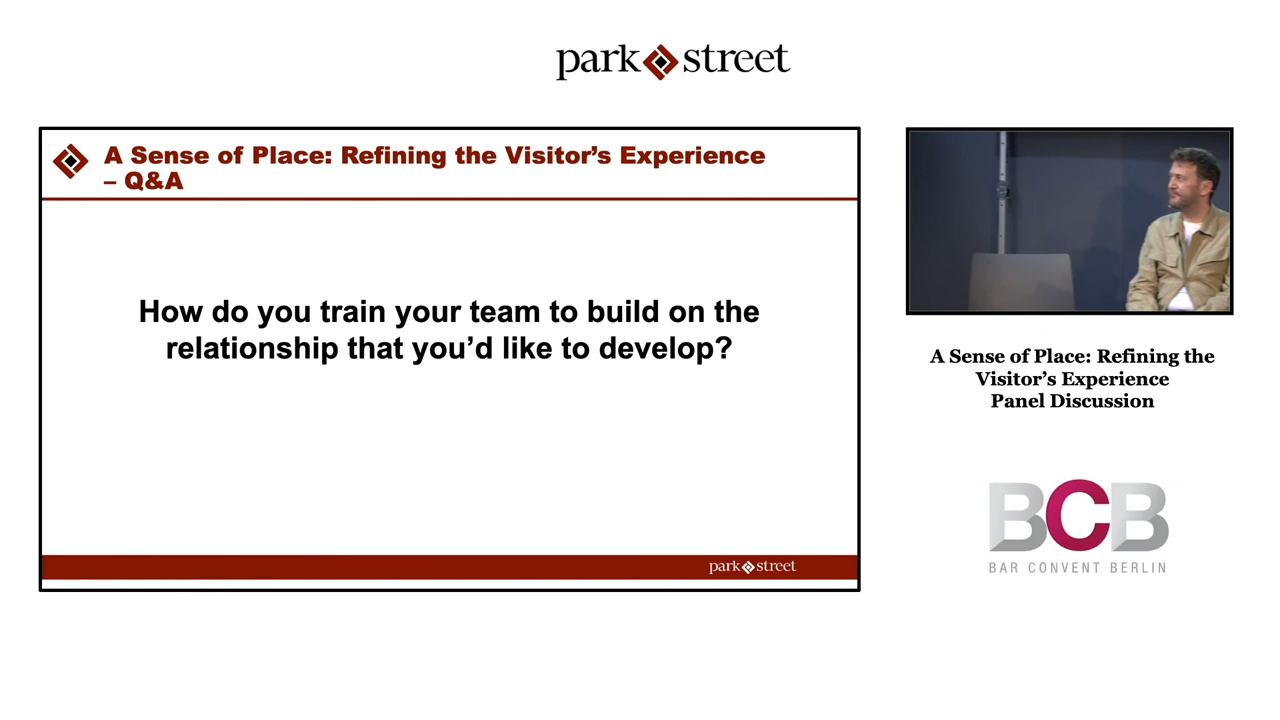 park street
A Sense of Place: Refining the Visitor’s Experience
– Q&A
How do you train your team to build on the
relationship that you’d like to develop?
park street
A Sense of Place: Refining the
Visitor’s Experience
Panel Discussion
BCB
BAR CONVENT BERLIN